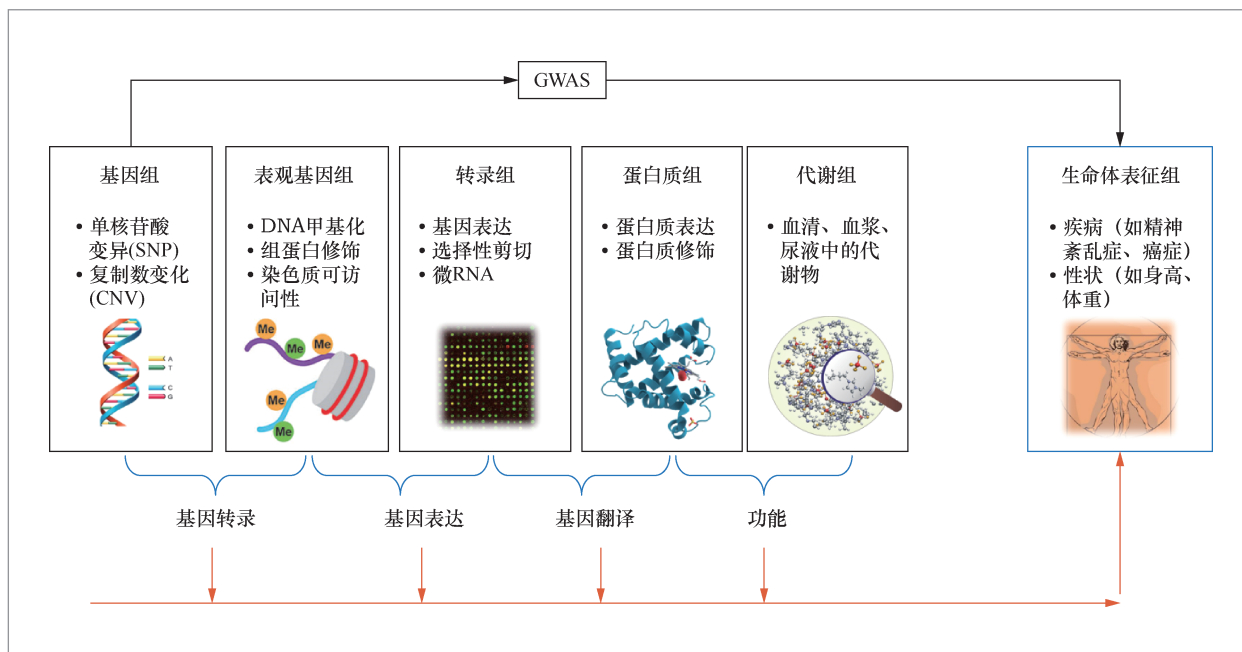 GWAS
基因组
• 单核苷酸
变异(SNP)
• 复制数变化
(CNV)
A
T
C
G
表观基因组
• DNA甲基化
• 组蛋白修饰
• 染色质可访
问性
Me
Me
Me
Me
Me
转录组
• 基因表达
• 选择性剪切
• 微RNA
蛋白质组
• 蛋白质表达
• 蛋白质修饰
代谢组
• 血清、血浆、
尿液中的代
谢物
生命体表征组
• 疾病（如精神
紊乱症、癌症）
• 性状（如身高、
体重）
基因转录
基因表达
基因翻译
功能